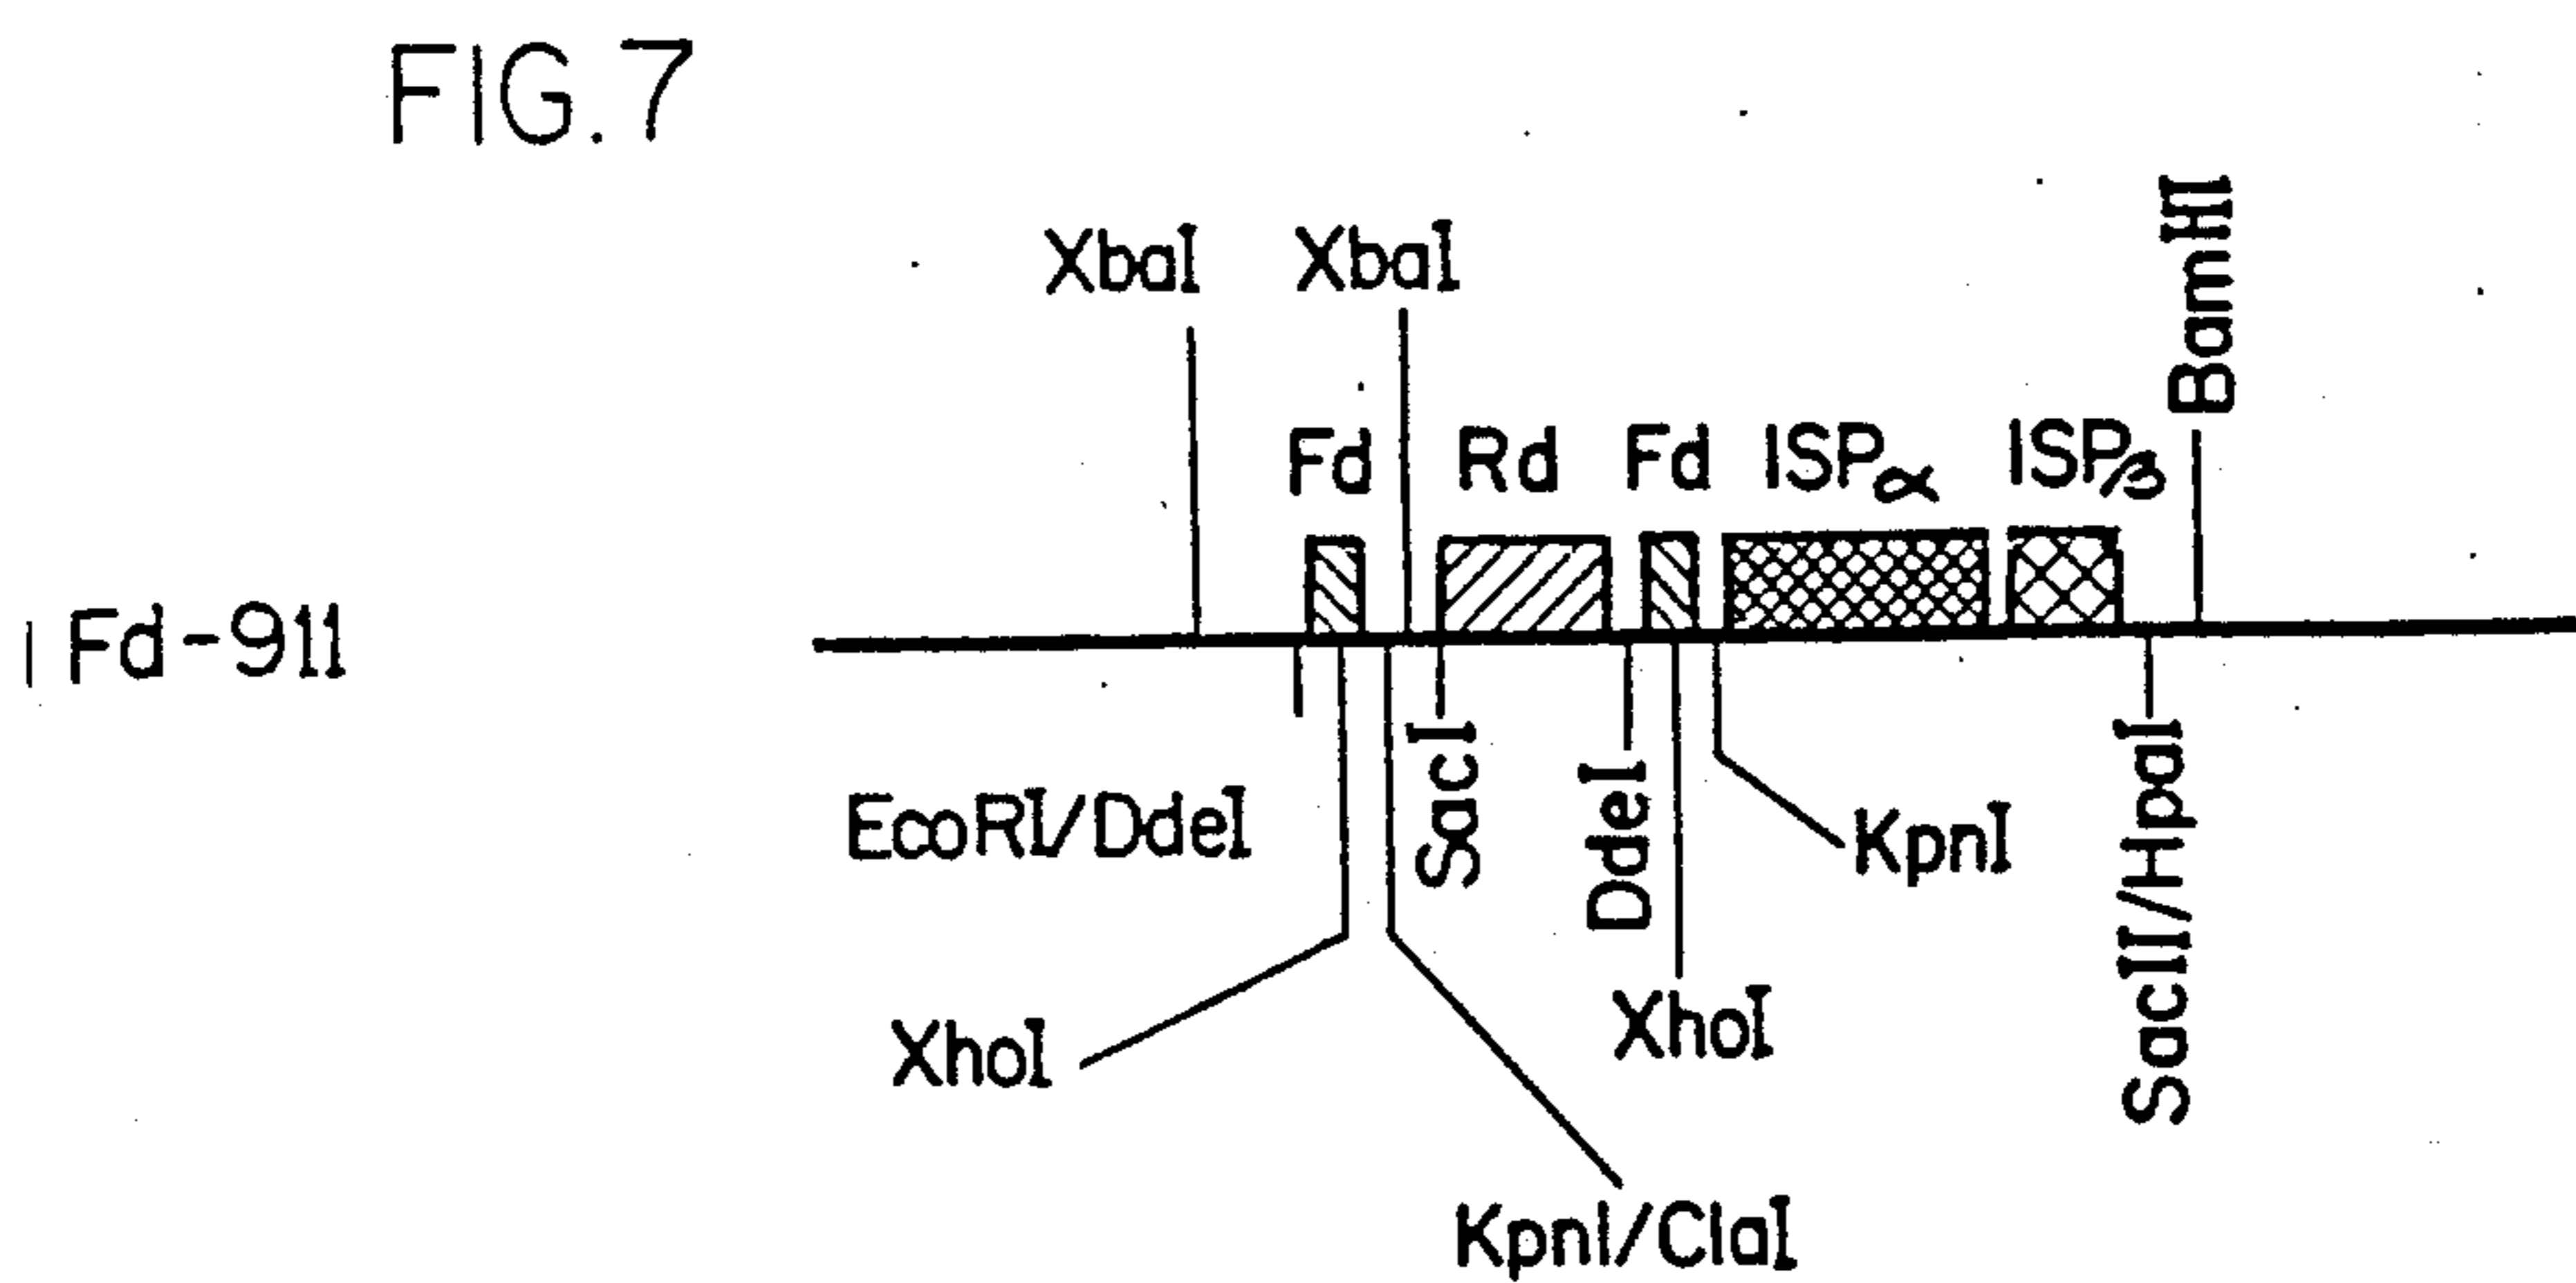 FIG. 7
XbaI XbaI BamHI
Fd Rd Fd ISPα ISPβ
Fd-911
EcoRI/DdeI SacI DdeI KpnI SacII/HpaI
XhoI XhoI
KpnI/ClaI